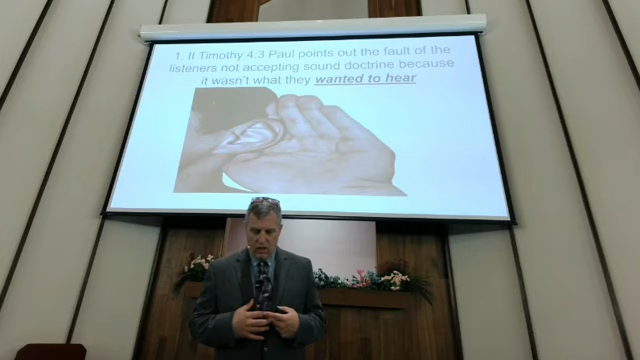 1. II Timothy 4:3 Paul points out the fault of the
listeners not accepting sound doctrine because
it wasn't what they wanted to hear